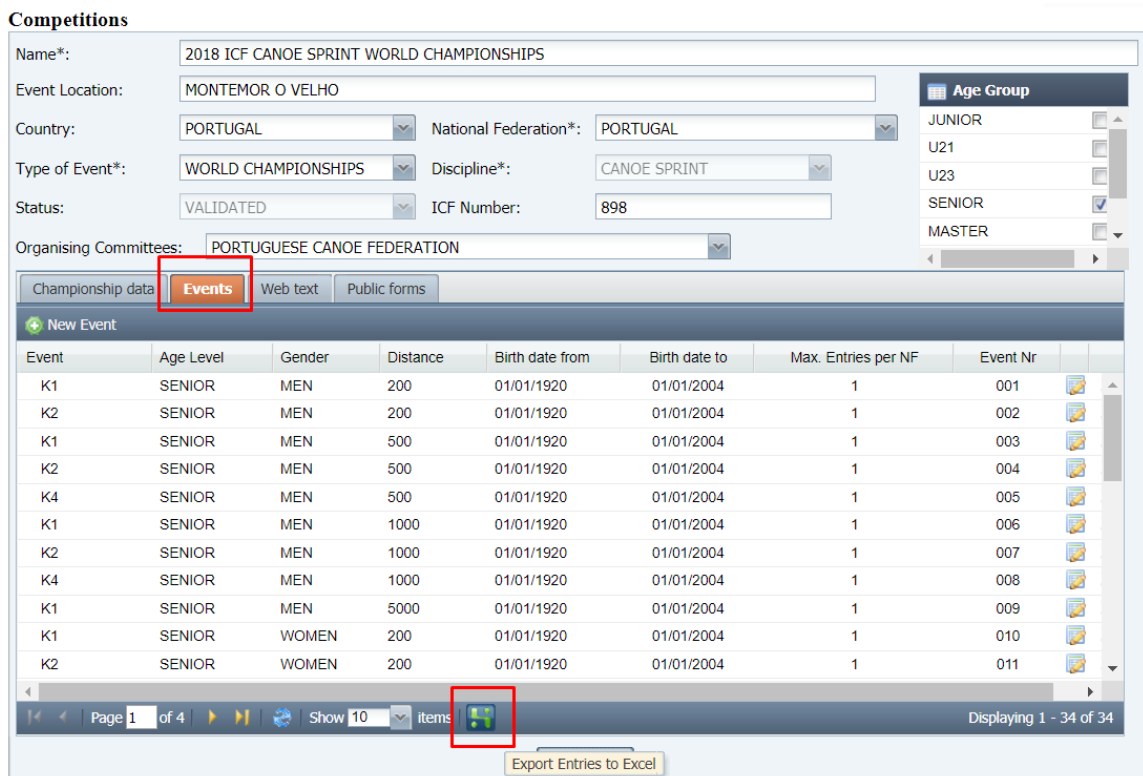 Competitions
Name*: 2018 ICF CANOE SPRINT WORLD CHAMPIONSHIPS
Event Location: MONTEMOR O VELHO
Age Group
Country: PORTUGAL National Federation*: PORTUGAL
JUNIOR
U21
Type of Event*: WORLD CHAMPIONSHIPS Discipline*: CANOE SPRINT
U23
Status: VALIDATED ICF Number: 898
SENIOR
MASTER
Organising Committees: PORTUGUESE CANOE FEDERATION
Championship data Events Web text Public forms
New Event
Event Age Level Gender Distance Birth date from Birth date to Max. Entries per NF Event Nr
K1 SENIOR MEN 200 01/01/1920 01/01/2004 1 001
K2 SENIOR MEN 200 01/01/1920 01/01/2004 1 002
K1 SENIOR MEN 500 01/01/1920 01/01/2004 1 003
K2 SENIOR MEN 500 01/01/1920 01/01/2004 1 004
K4 SENIOR MEN 500 01/01/1920 01/01/2004 1 005
K1 SENIOR MEN 1000 01/01/1920 01/01/2004 1 006
K2 SENIOR MEN 1000 01/01/1920 01/01/2004 1 007
K4 SENIOR MEN 1000 01/01/1920 01/01/2004 1 008
K1 SENIOR MEN 5000 01/01/1920 01/01/2004 1 009
K1 SENIOR WOMEN 200 01/01/1920 01/01/2004 1 010
K2 SENIOR WOMEN 200 01/01/1920 01/01/2004 1 011
Page 1 of 4 Show 10 items Displaying 1 - 34 of 34
Export Entries to Excel